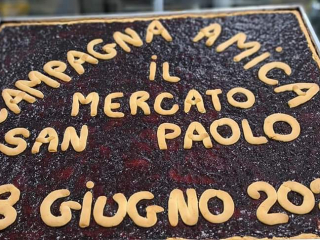 CAMPAGNA AMICA
IL
MERCATO
SAN PAOLO
8 GIUGNO 20